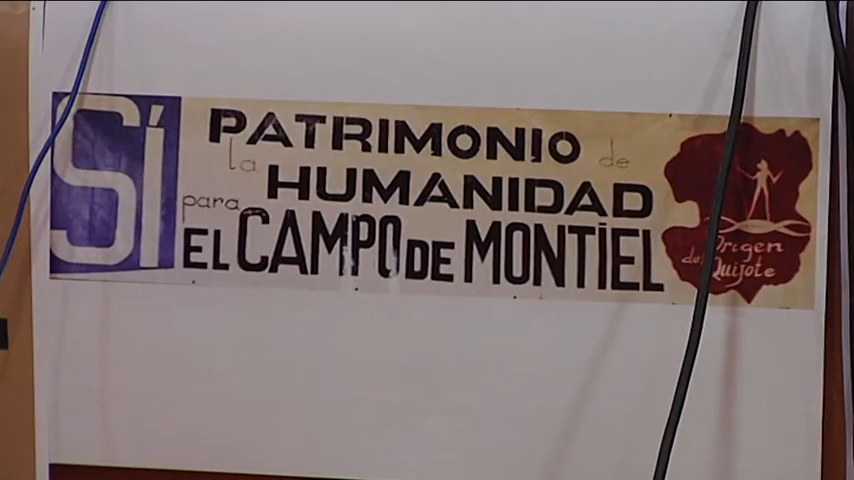 SÍ
PATRIMONIO de
la HUMANIDAD
para EL CAMPO DE MONTIEL
Origen
del Quijote